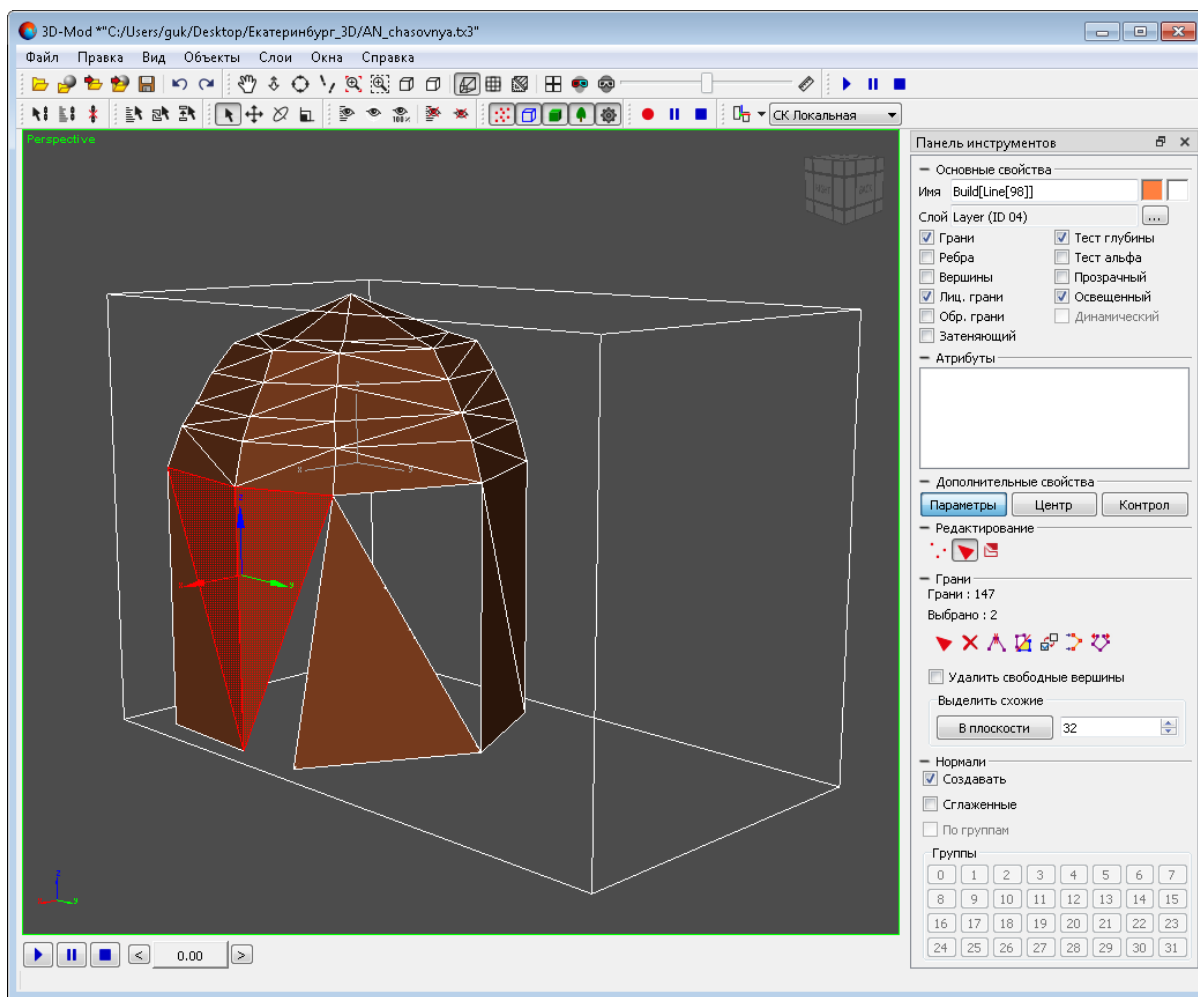 3D-Mod *"C:/Users/guk/Desktop/Екатеринбург_3D/AN_chasovnya.tx3"
Файл Правка Вид Объекты Слои Окна Справка
100%
СК Локальная
Perspective
Панель инструментов
Основные свойства
Имя Build[Line[98]]
Слой Layer (ID 04) ...
Грани Тест глубины
Ребра Тест альфа
Вершины Прозрачный
Лиц. грани Освещенный
Обр. грани Динамический
Затеняющий
Атрибуты
Дополнительные свойства
Параметры Центр Контрол
Редактирование
Грани
Грани : 147
Выбрано : 2
Удалить свободные вершины
Выделить схожие
В плоскости 32
Нормали
Создавать
Сглаженные
По группам
Группы
0 1 2 3 4 5 6 7
8 9 10 11 12 13 14 15
16 17 18 19 20 21 22 23
24 25 26 27 28 29 30 31
z
x y
z
x y
z
x y
< 0.00 >